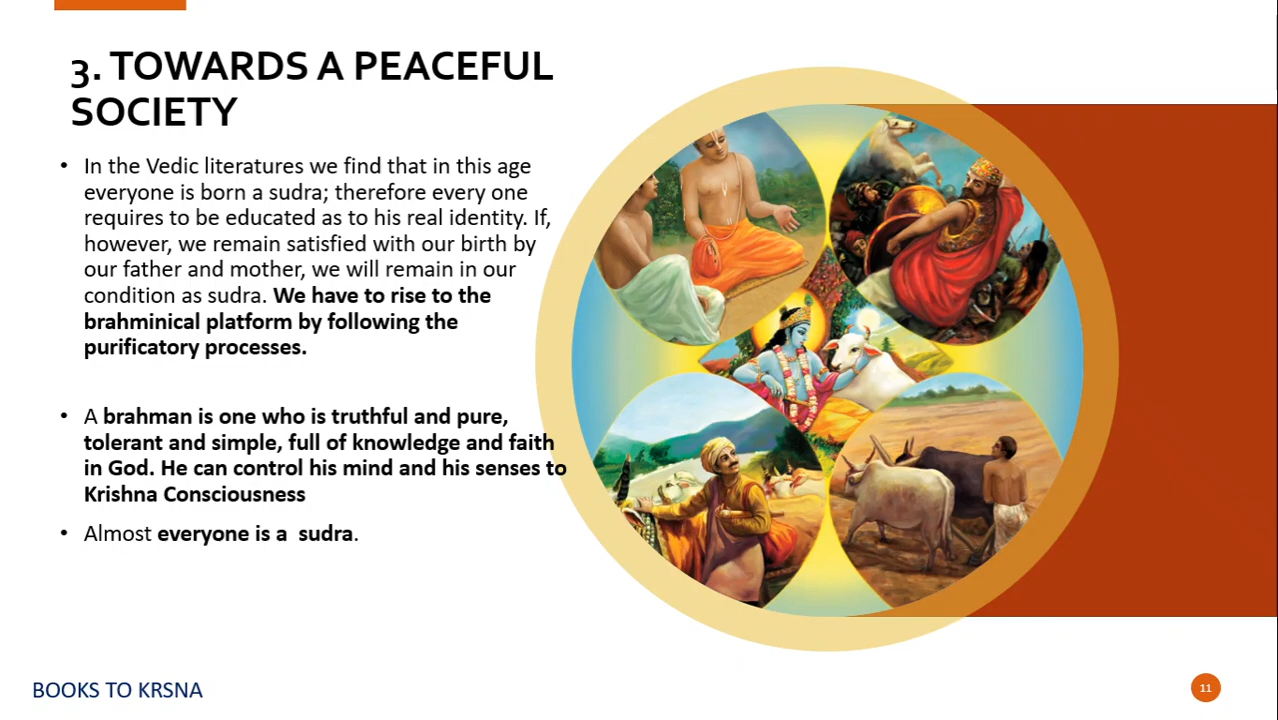 3. TOWARDS A PEACEFUL
SOCIETY
• In the Vedic literatures we find that in this age
everyone is born a sudra; therefore every one
requires to be educated as to his real identity. If,
however, we remain satisfied with our birth by
our father and mother, we will remain in our
condition as sudra. We have to rise to the
brahminical platform by following the
purificatory processes.
• A brahman is one who is truthful and pure,
tolerant and simple, full of knowledge and faith
in God. He can control his mind and his senses to
Krishna Consciousness
• Almost everyone is a  sudra.
BOOKS TO KRSNA
11